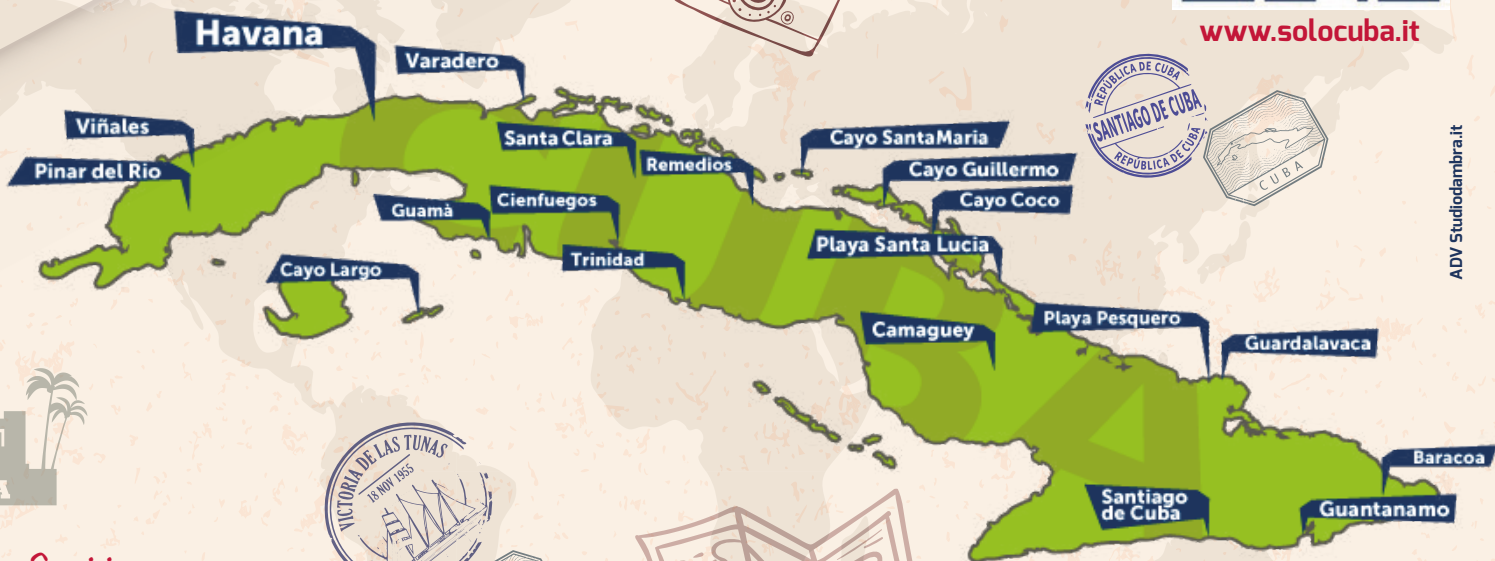 www.solocuba.it
Havana
Varadero
Viñales
Pinar del Rio
Santa Clara
Remedios
Cayo SantaMaria
Cayo Guillermo
Cayo Coco
Guamà
Cienfuegos
Trinidad
Playa Santa Lucia
Cayo Largo
Camaguey
Playa Pesquero
Guardalavaca
Baracoa
Santiago
de Cuba
Guantanamo
CUBA
REPÚBLICA DE CUBA
SANTIAGO DE CUBA
REPÚBLICA DE CUBA
CUBA
ADV Studiodambra.it
VICTORIA DE LAS TUNAS
18 NOV 1955